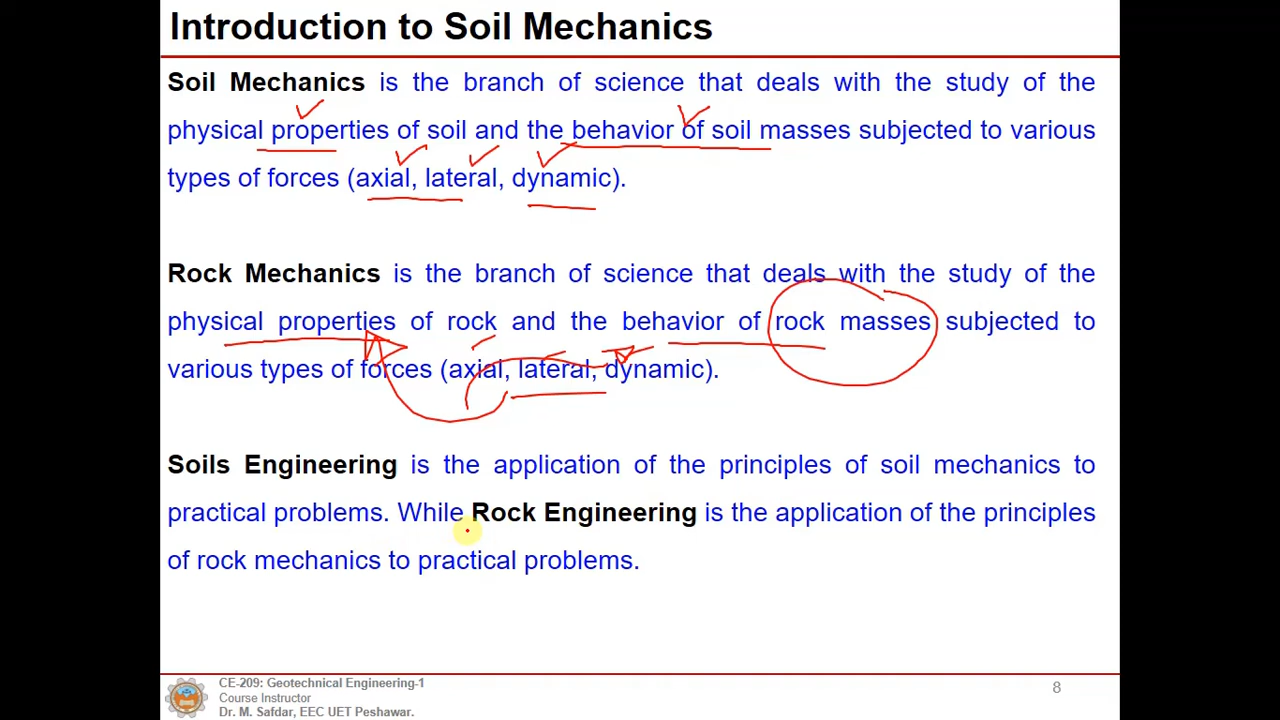 Introduction to Soil Mechanics
Soil Mechanics is the branch of science that deals with the study of the
physical properties of soil and the behavior of soil masses subjected to various
types of forces (axial, lateral, dynamic).
Rock Mechanics is the branch of science that deals with the study of the
physical properties of rock and the behavior of rock masses subjected to
various types of forces (axial, lateral, dynamic).
Soils Engineering is the application of the principles of soil mechanics to
practical problems. While Rock Engineering is the application of the principles
of rock mechanics to practical problems.
CE-209: Geotechnical Engineering-1
Course Instructor
Dr. M. Safdar, EEC UET Peshawar.
8